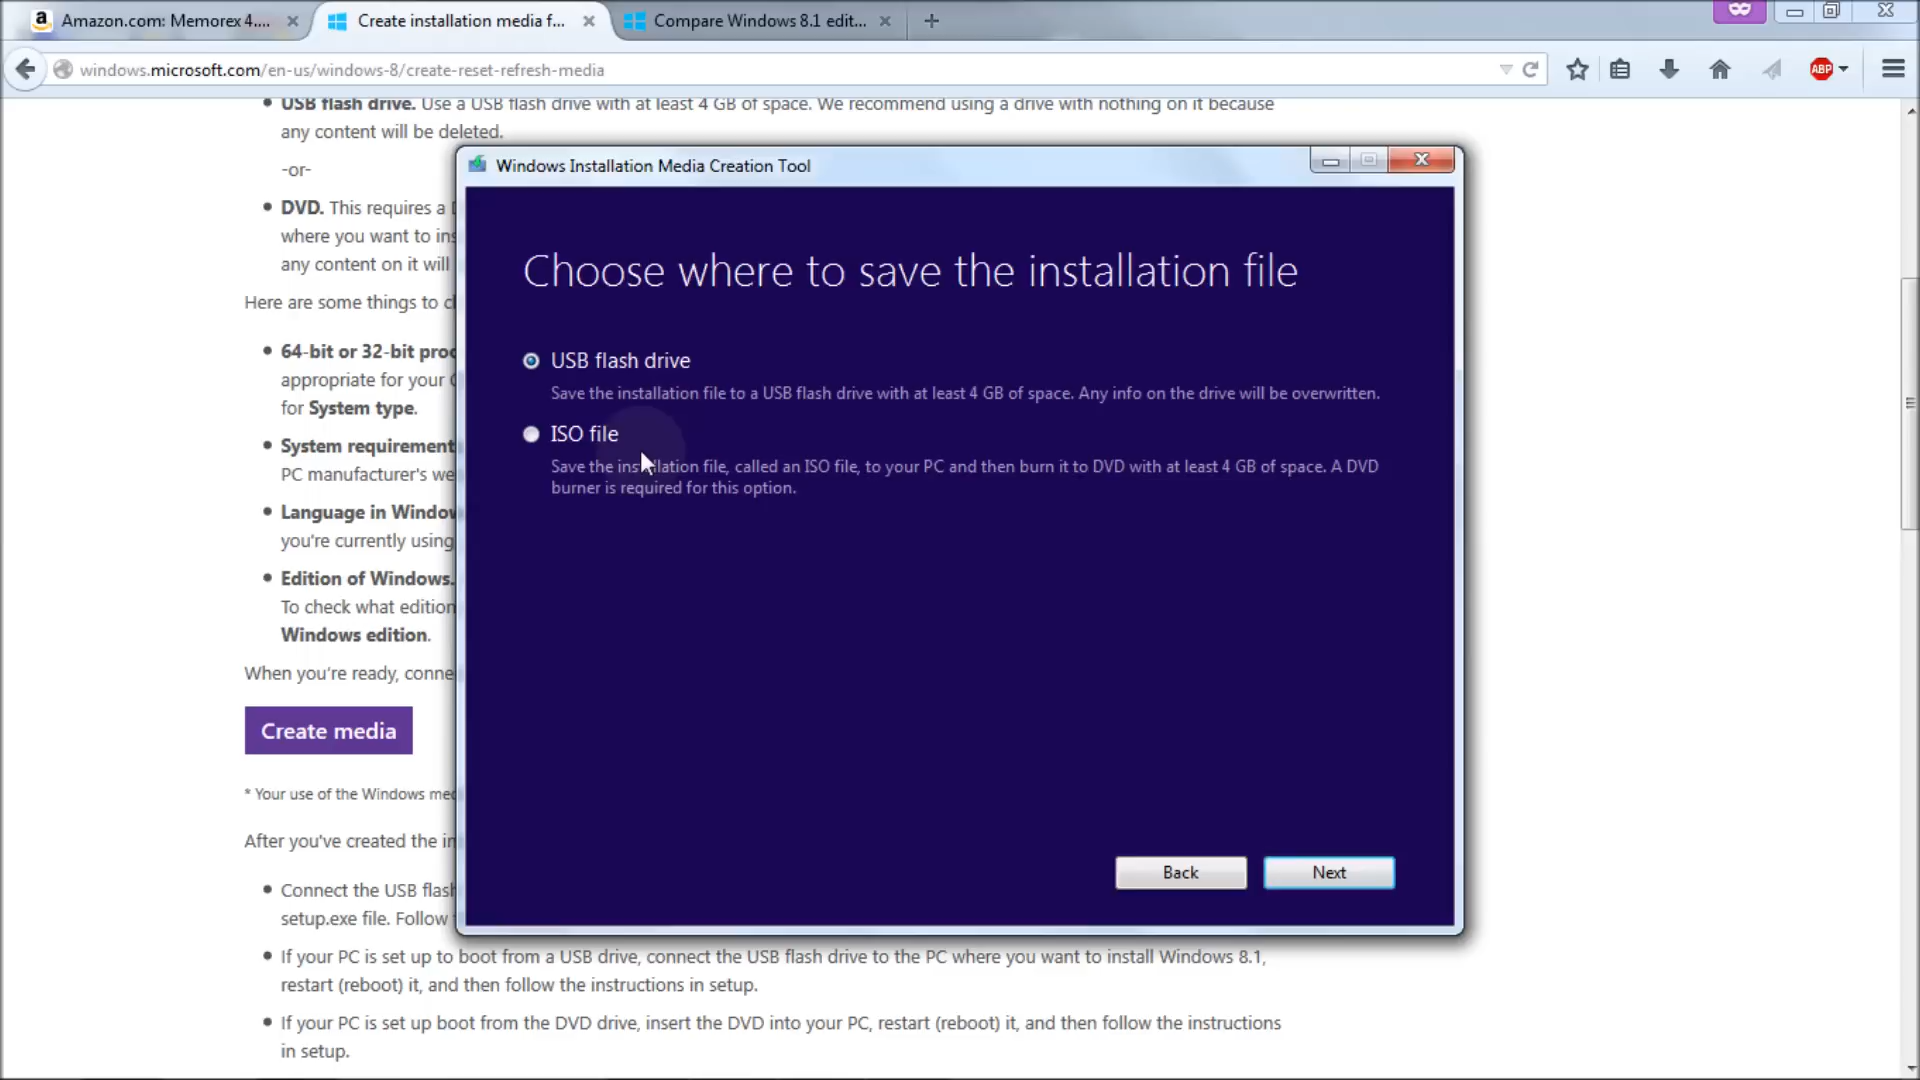 Amazon.com: Memorex 4....
Create installation media f...
Compare Windows 8.1 edit...
windows.microsoft.com/en-us/windows-8/create-reset-refresh-media
ABP
USB flash drive. Use a USB flash drive with at least 4 GB of space. We recommend using a drive with nothing on it because
any content will be deleted.
-or-
DVD. This requires a
where you want to ins
any content on it will
Here are some things to c
64-bit or 32-bit proc
appropriate for your
for System type.
System requirement
PC manufacturer's we
Language in Window
you're currently using
Edition of Windows.
To check what edition
Windows edition.
When you're ready, conne
Create media
* Your use of the Windows med
After you've created the in
Connect the USB flash
setup.exe file. Follow
If your PC is set up to boot from a USB drive, connect the USB flash drive to the PC where you want to install Windows 8.1,
restart (reboot) it, and then follow the instructions in setup.
If your PC is set up boot from the DVD drive, insert the DVD into your PC, restart (reboot) it, and then follow the instructions
in setup.
Windows Installation Media Creation Tool
Choose where to save the installation file
USB flash drive
Save the installation file to a USB flash drive with at least 4 GB of space. Any info on the drive will be overwritten.
ISO file
Save the installation file, called an ISO file, to your PC and then burn it to DVD with at least 4 GB of space. A DVD
burner is required for this option.
Back
Next